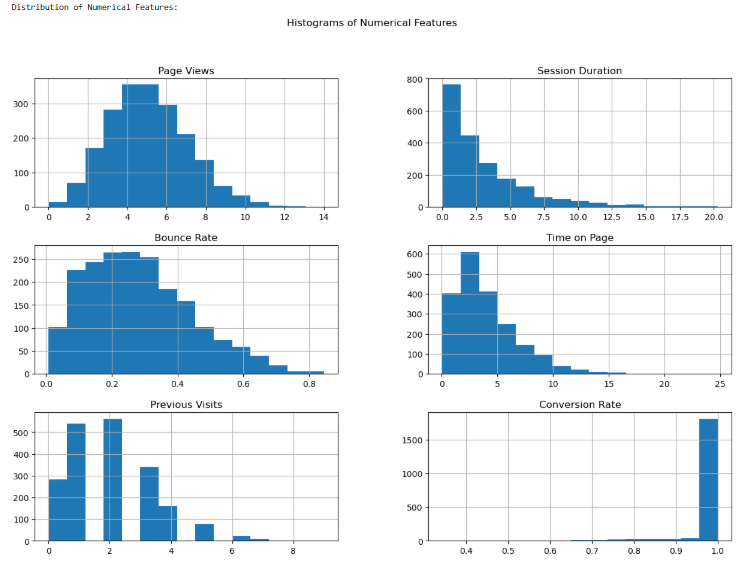 Distribution of Numerical Features:
Histograms of Numerical Features
Page Views
300
200
100
0
0 2 4 6 8 10 12 14
Session Duration
800
600
400
200
0
0.0 2.5 5.0 7.5 10.0 12.5 15.0 17.5 20.0
Bounce Rate
250
200
150
100
50
0
0.0 0.2 0.4 0.6 0.8
Time on Page
600
500
400
300
200
100
0
0 5 10 15 20 25
Previous Visits
500
400
300
200
100
0
0 2 4 6 8
Conversion Rate
1500
1000
500
0
0.4 0.5 0.6 0.7 0.8 0.9 1.0